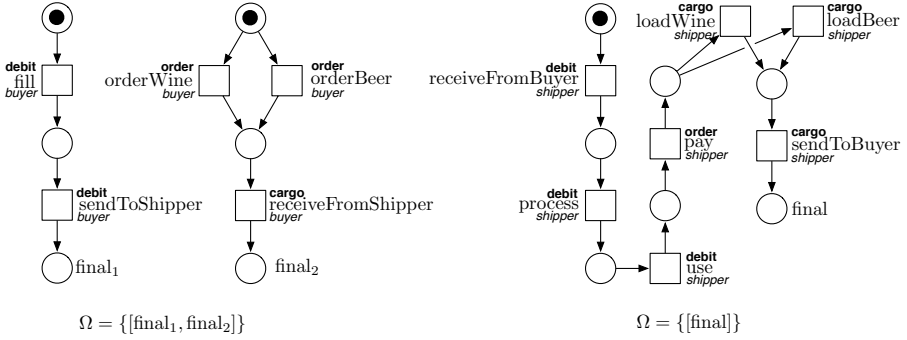 debit
fill
buyer
debit
sendToShipper
buyer
final₁
order
orderWine
buyer
order
orderBeer
buyer
cargo
receiveFromShipper
buyer
final₂
Ω = {[final₁, final₂]}
debit
receiveFromBuyer
shipper
debit
process
shipper
debit
use
shipper
order
pay
shipper
cargo
loadWine
shipper
cargo
loadBeer
shipper
cargo
sendToBuyer
shipper
final
Ω = {[final]}